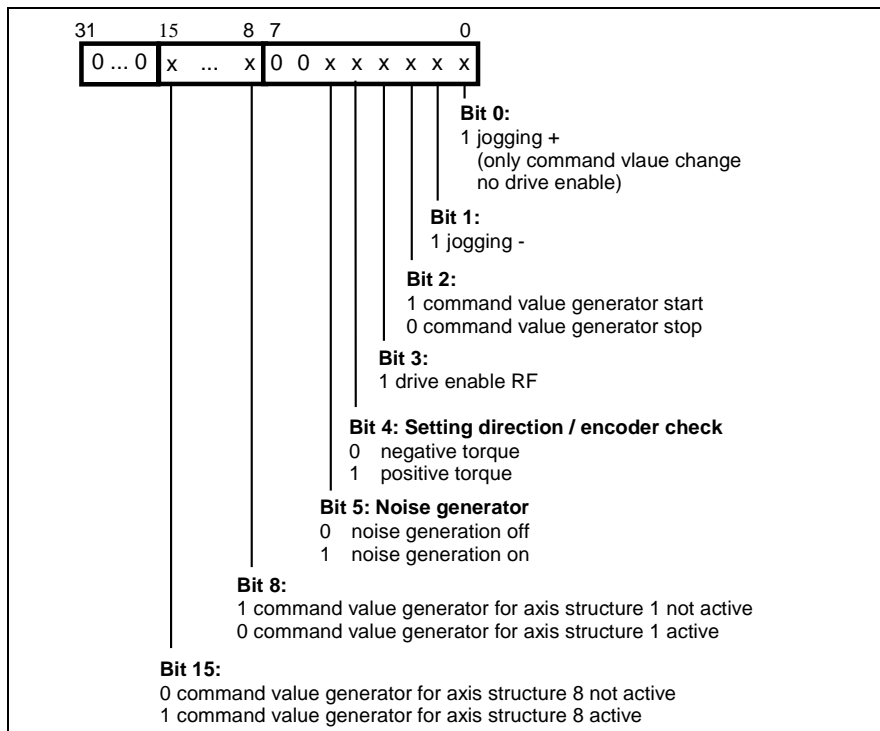 31 15 8 7 0
0 ... 0 x ... x 0 0 x x x x x x
Bit 0:
1 jogging +
(only command vlaue change
no drive enable)
Bit 1:
1 jogging -
Bit 2:
1 command value generator start
0 command value generator stop
Bit 3:
1 drive enable RF
Bit 4: Setting direction / encoder check
0 negative torque
1 positive torque
Bit 5: Noise generator
0 noise generation off
1 noise generation on
Bit 8:
1 command value generator for axis structure 1 not active
0 command value generator for axis structure 1 active
Bit 15:
0 command value generator for axis structure 8 not active
1 command value generator for axis structure 8 active